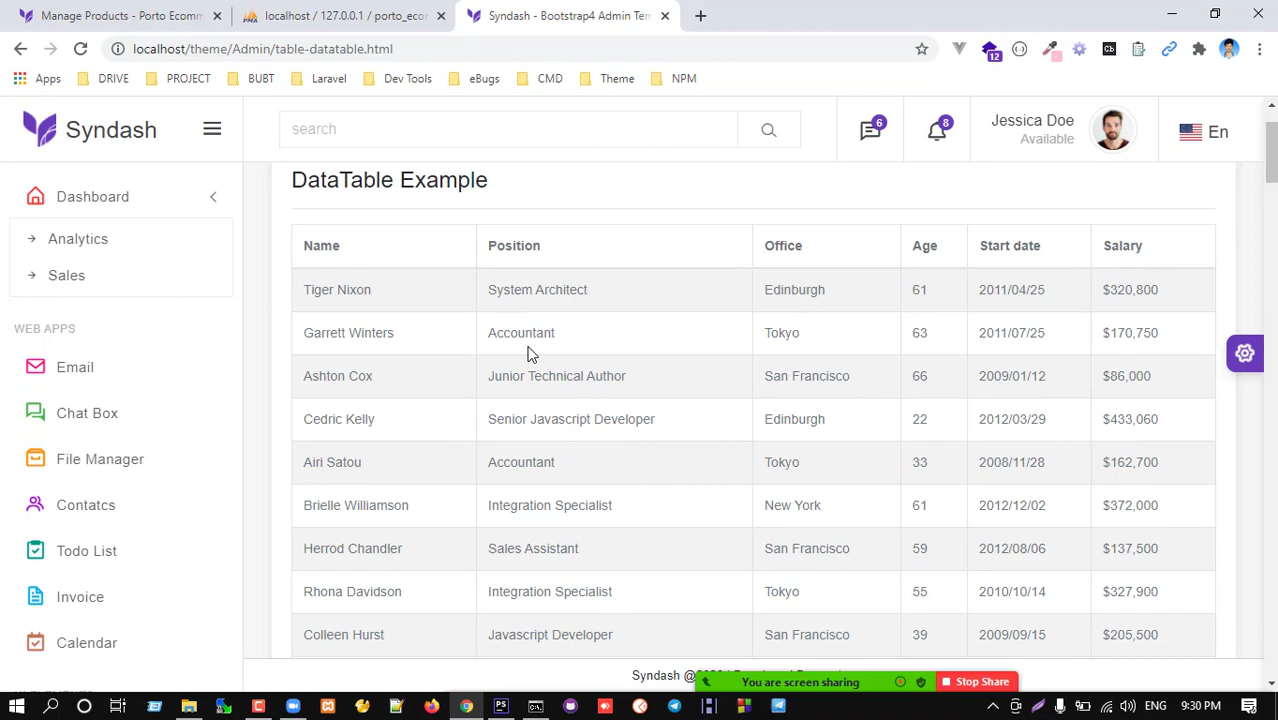 Manage Products - Porto Ecomm
localhost / 127.0.0.1 / porto_eco
Syndash - Bootstrap4 Admin Tem
localhost/theme/Admin/table-datatable.html
12
Apps
DRIVE
PROJECT
BUBT
Laravel
Dev Tools
eBugs
CMD
Theme
NPM
Syndash
search
6
8
Jessica Doe
Available
En
Dashboard
Analytics
Sales
WEB APPS
Email
Chat Box
File Manager
Contatcs
Todo List
Invoice
Calendar
DataTable Example
Name Position Office Age Start date Salary
Tiger Nixon System Architect Edinburgh 61 2011/04/25 $320,800
Garrett Winters Accountant Tokyo 63 2011/07/25 $170,750
Ashton Cox Junior Technical Author San Francisco 66 2009/01/12 $86,000
Cedric Kelly Senior Javascript Developer Edinburgh 22 2012/03/29 $433,060
Airi Satou Accountant Tokyo 33 2008/11/28 $162,700
Brielle Williamson Integration Specialist New York 61 2012/12/02 $372,000
Herrod Chandler Sales Assistant San Francisco 59 2012/08/06 $137,500
Rhona Davidson Integration Specialist Tokyo 55 2010/10/14 $327,900
Colleen Hurst Javascript Developer San Francisco 39 2009/09/15 $205,500
Syndash
You are screen sharing
Stop Share
ENG
9:30 PM